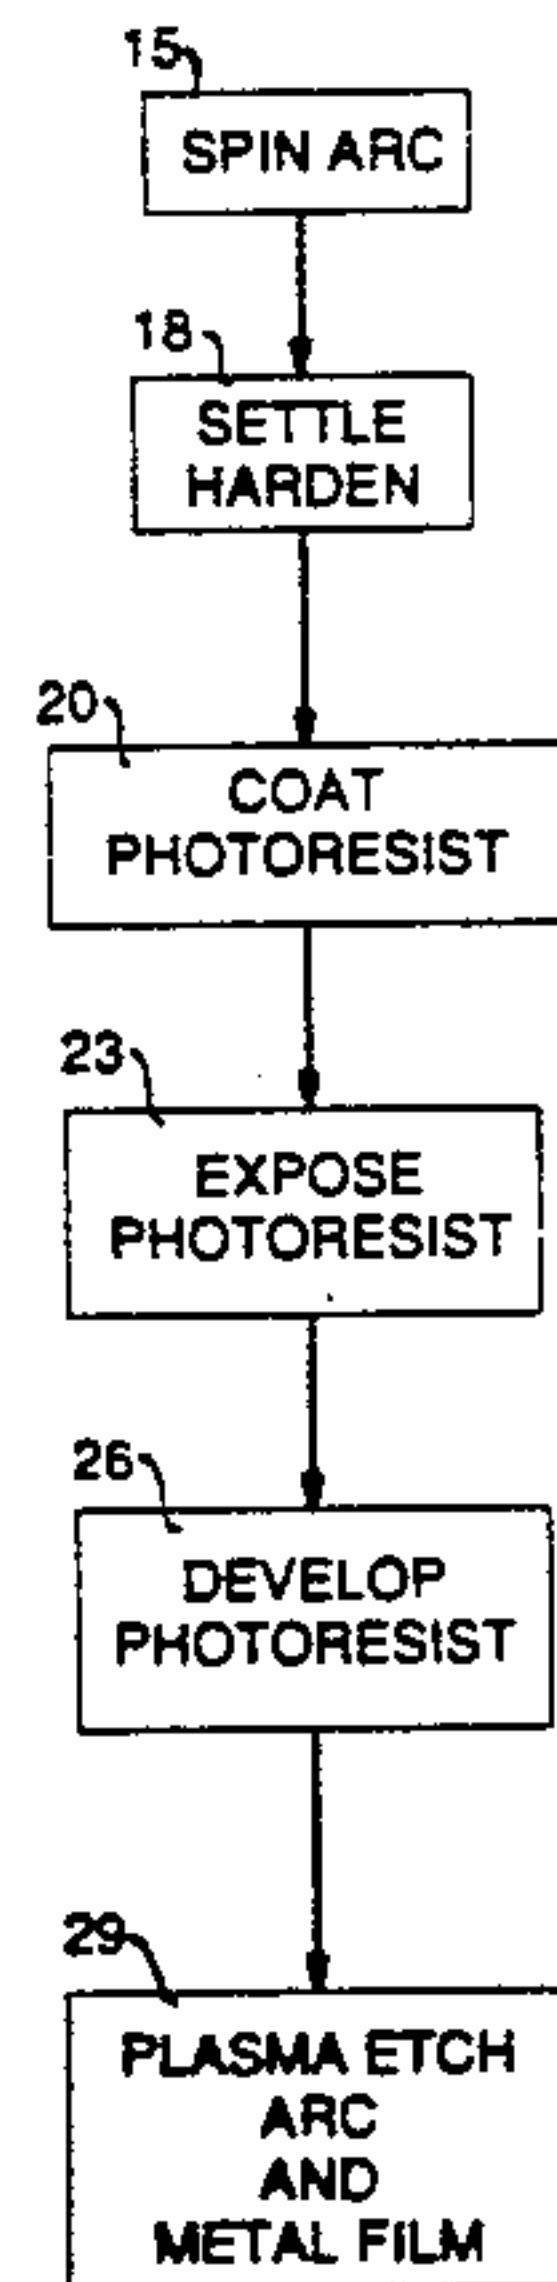 15
SPIN ARC
18
SETTLE
HARDEN
20
COAT
PHOTORESIST
23
EXPOSE
PHOTORESIST
26
DEVELOP
PHOTORESIST
29
PLASMA ETCH
ARC
AND
METAL FILM